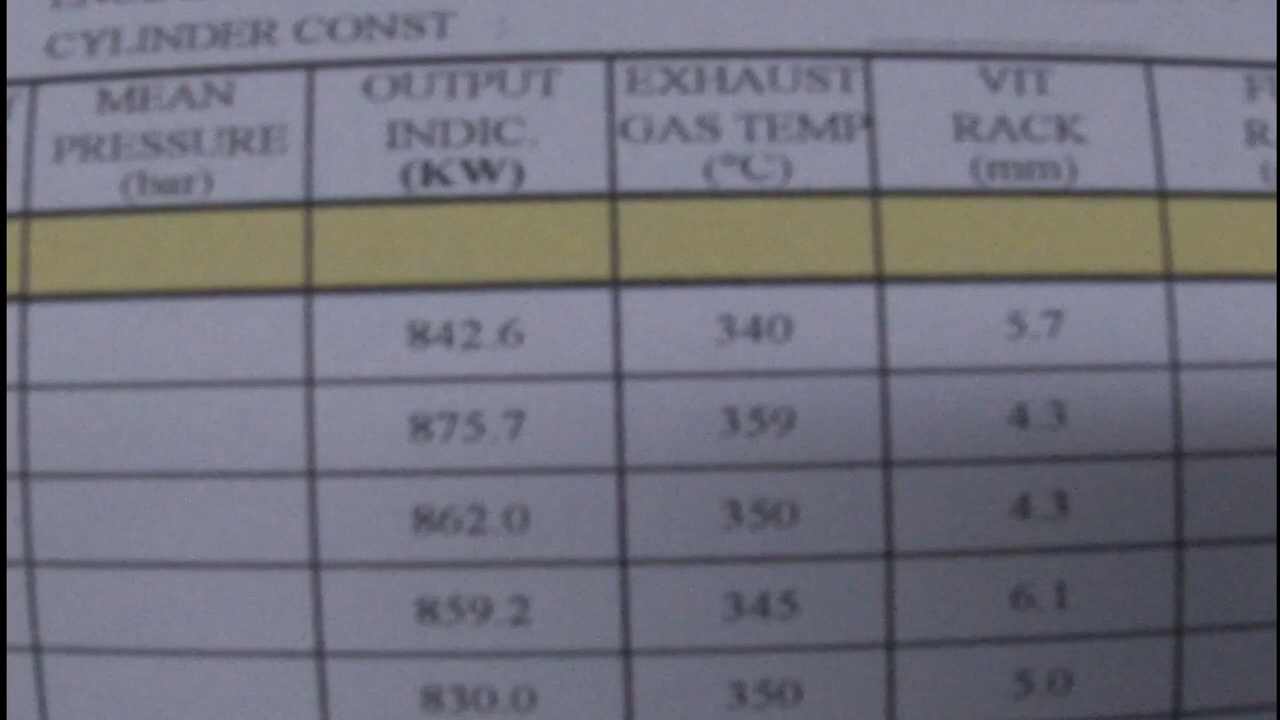 CYLINDER CONST
MEAN PRESSURE (bar) OUTPUT INDIC. (KW) EXHAUST GAS TEMP (°C) VIT RACK (mm)
842.6 340 5.7
875.7 359 4.3
862.0 350 4.3
859.2 345 6.1
830.0 350 5.0